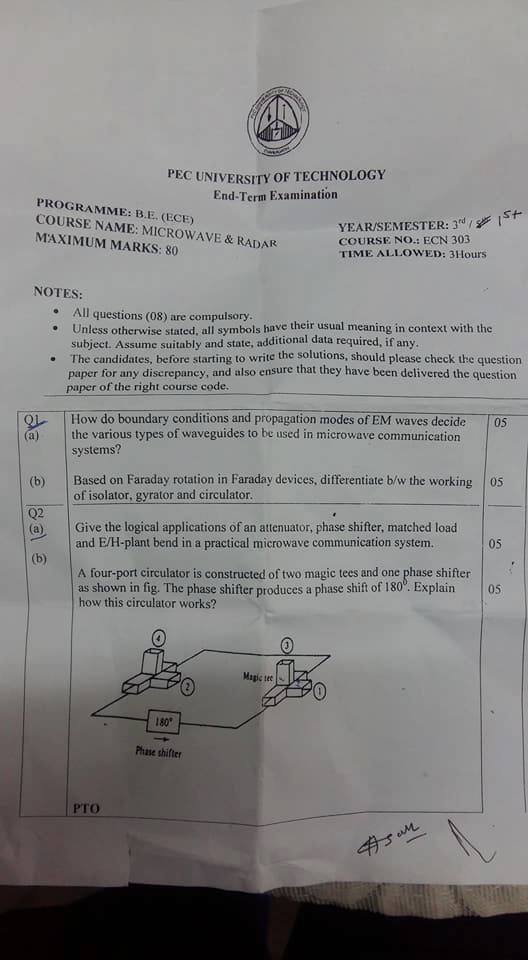 PEC UNIVERSITY OF TECHNOLOGY
End-Term Examination
PROGRAMME: B.E. (ECE)
COURSE NAME: MICROWAVE & RADAR
MAXIMUM MARKS: 80
YEAR/SEMESTER: 3rd / 1st
COURSE NO.: ECN 303
TIME ALLOWED: 3Hours
NOTES:
• All questions (08) are compulsory.
• Unless otherwise stated, all symbols have their usual meaning in context with the
subject. Assume suitably and state, additional data required, if any.
• The candidates, before starting to write the solutions, should please check the question
paper for any discrepancy, and also ensure that they have been delivered the question
paper of the right course code.
Q1 How do boundary conditions and propagation modes of EM waves decide 05
(a) the various types of waveguides to be used in microwave communication
systems?
(b) Based on Faraday rotation in Faraday devices, differentiate b/w the working 05
of isolator, gyrator and circulator.
Q2
(a) Give the logical applications of an attenuator, phase shifter, matched load
and E/H-plant bend in a practical microwave communication system. 05
(b)
A four-port circulator is constructed of two magic tees and one phase shifter
as shown in fig. The phase shifter produces a phase shift of 180⁰. Explain 05
how this circulator works?
4
3
Magic tee
2
1
180°
Phase shifter
PTO